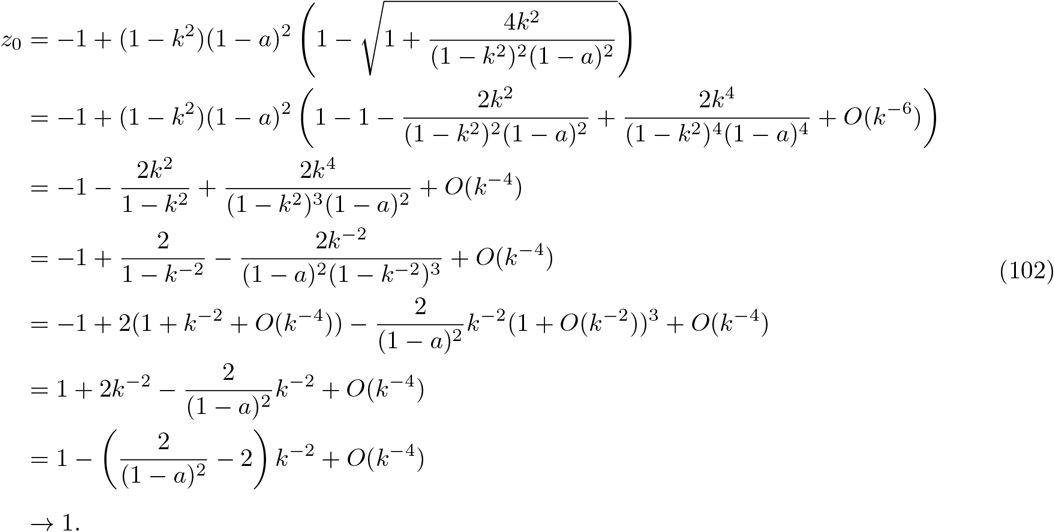 z_0 = -1 + (1 - k^2)(1 - a)^2 \left( 1 - \sqrt{1 + \frac{4k^2}{(1 - k^2)^2(1 - a)^2}} \right)
= -1 + (1 - k^2)(1 - a)^2 \left( 1 - 1 - \frac{2k^2}{(1 - k^2)^2(1 - a)^2} + \frac{2k^4}{(1 - k^2)^4(1 - a)^4} + O(k^{-6}) \right)
= -1 - \frac{2k^2}{1 - k^2} + \frac{2k^4}{(1 - k^2)^3(1 - a)^2} + O(k^{-4})
= -1 + \frac{2}{1 - k^{-2}} - \frac{2k^{-2}}{(1 - a)^2(1 - k^{-2})^3} + O(k^{-4})
(102)
= -1 + 2(1 + k^{-2} + O(k^{-4})) - \frac{2}{(1 - a)^2} k^{-2}(1 + O(k^{-2}))^3 + O(k^{-4})
= 1 + 2k^{-2} - \frac{2}{(1 - a)^2} k^{-2} + O(k^{-4})
= 1 - \left( \frac{2}{(1 - a)^2} - 2 \right) k^{-2} + O(k^{-4})
→ 1.